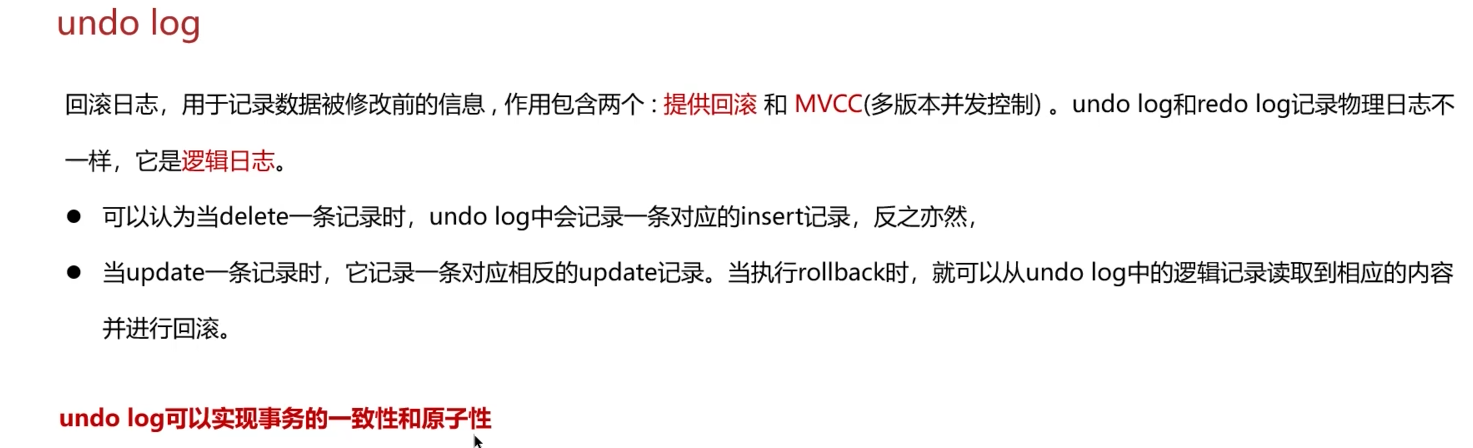 undo log
回滚日志，用于记录数据被修改前的信息 , 作用包含两个 : 提供回滚 和 MVCC(多版本并发控制) 。undo log和redo log记录物理日志不
一样，它是逻辑日志。
● 可以认为当delete一条记录时，undo log中会记录一条对应的insert记录，反之亦然，
● 当update一条记录时，它记录一条对应相反的update记录。当执行rollback时，就可以从undo log中的逻辑记录读取到相应的内容
并进行回滚。
undo log可以实现事务的一致性和原子性